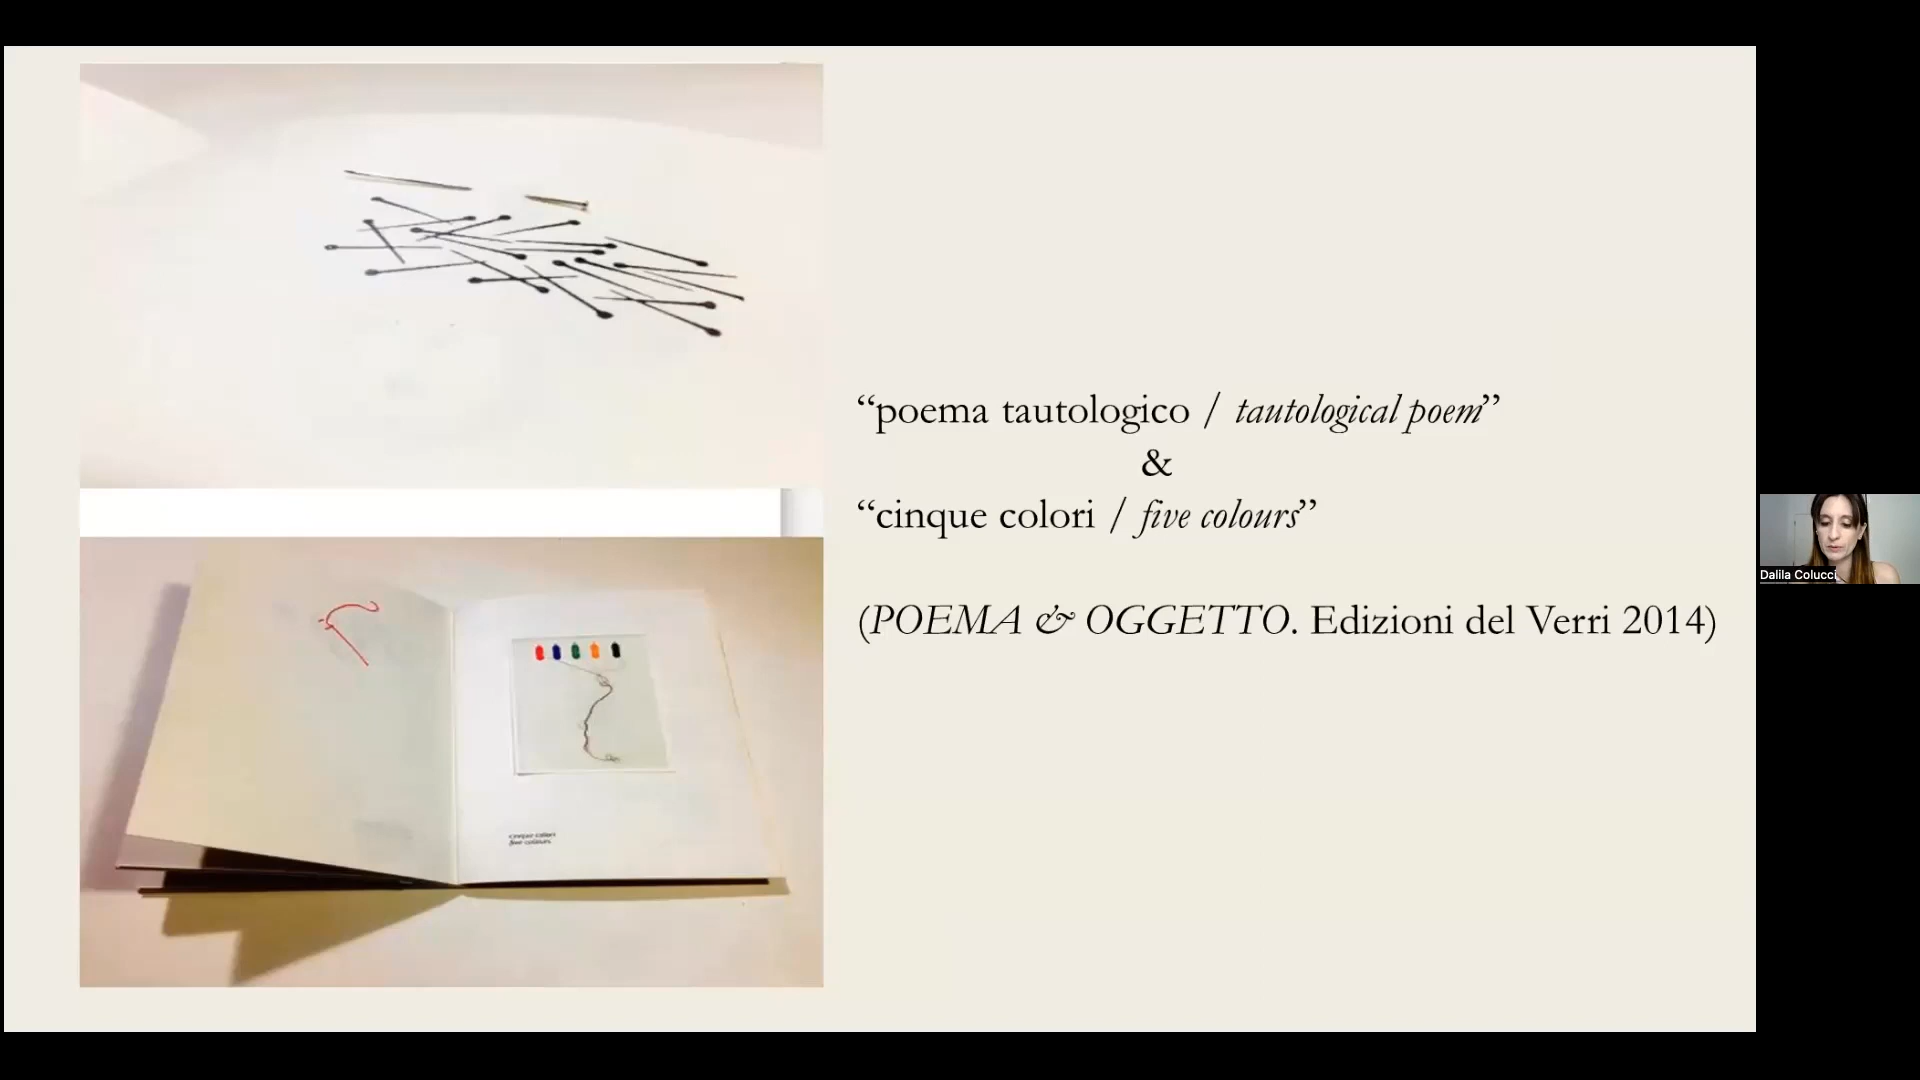 “poema tautologico / tautological poem”
&
“cinque colori / five colours”
(POEMA & OGGETTO. Edizioni del Verri 2014)
cinque colori
five colours
Dalila Colucci